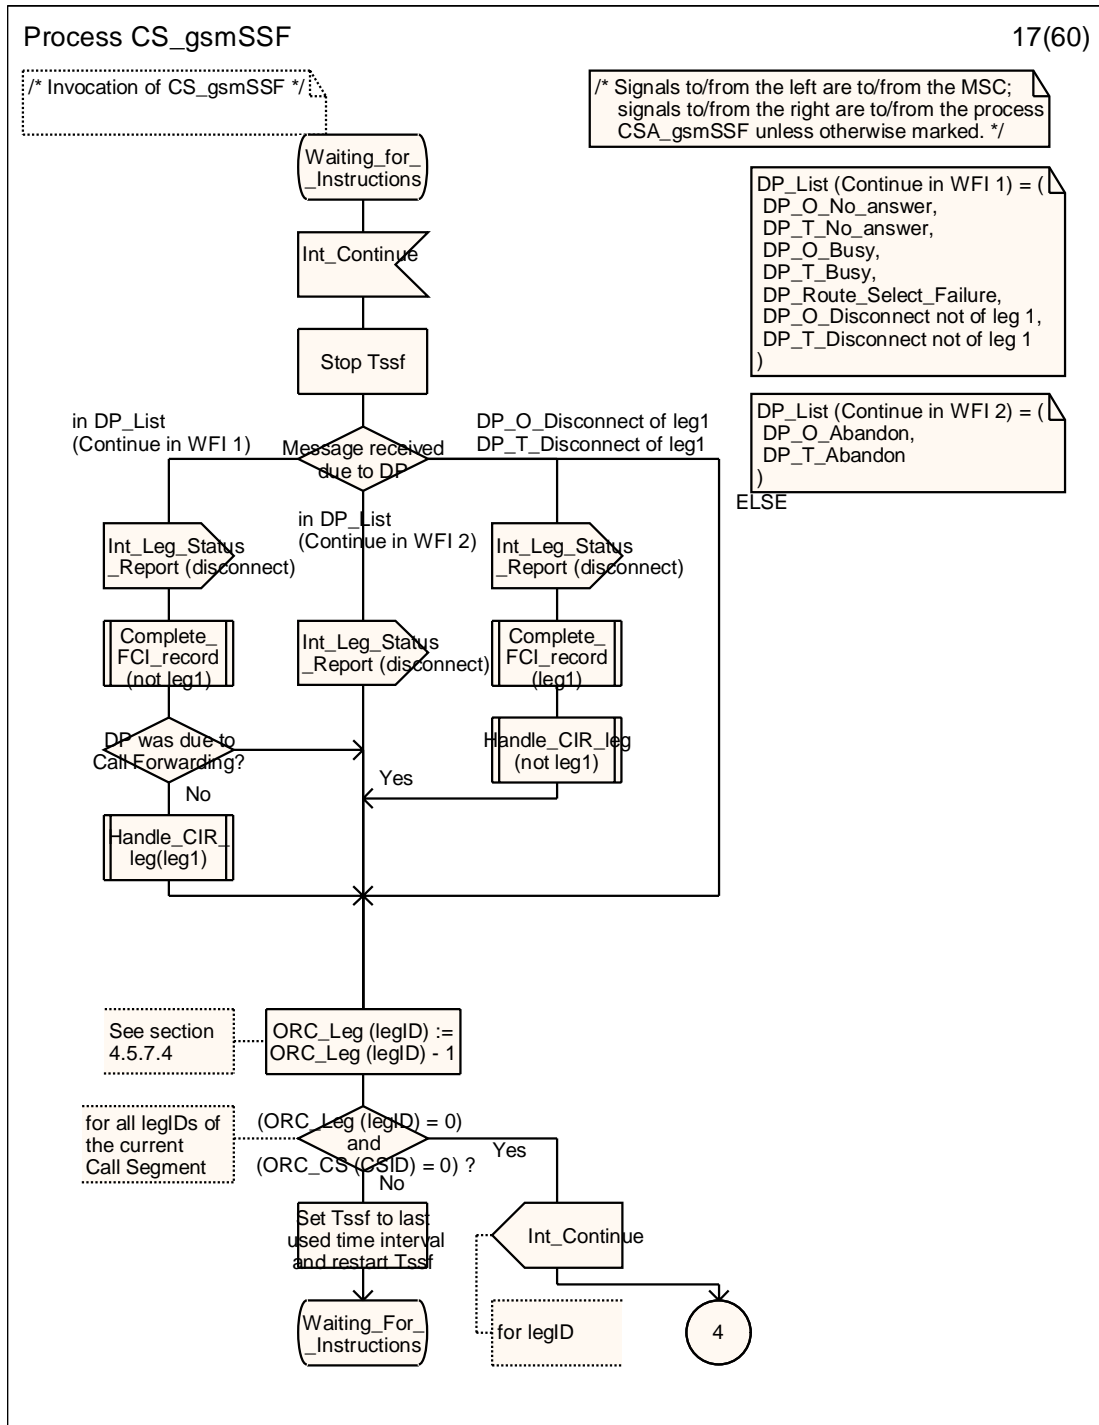 Process CS_gsmSSF
17(60)
/* Invocation of CS_gsmSSF */
/* Signals to/from the left are to/from the MSC;
signals to/from the right are to/from the process
CSA_gsmSSF unless otherwise marked. */
Waiting_for_
_Instructions
DP_List (Continue in WFI 1) = (
DP_O_No_answer,
DP_T_No_answer,
DP_O_Busy,
DP_T_Busy,
DP_Route_Select_Failure,
DP_O_Disconnect not of leg 1,
DP_T_Disconnect not of leg 1
)
Int_Continue
Stop Tssf
DP_List (Continue in WFI 2) = (
DP_O_Abandon,
DP_T_Abandon
)
in DP_List
(Continue in WFI 1)
Message received
due to DP
DP_O_Disconnect of leg1
DP_T_Disconnect of leg1
ELSE
in DP_List
(Continue in WFI 2)
Int_Leg_Status
_Report (disconnect)
Int_Leg_Status
_Report (disconnect)
Complete_
FCI_record
(not leg1)
Int_Leg_Status
_Report (disconnect)
Complete_
FCI_record
(leg1)
DP was due to
Call Forwarding?
Handle_CIR_leg
(not leg1)
Yes
No
Handle_CIR_
leg(leg1)
See section
4.5.7.4
ORC_Leg (legID) :=
ORC_Leg (legID) - 1
for all legIDs of
the current
Call Segment
(ORC_Leg (legID) = 0)
and
(ORC_CS (CSID) = 0) ?
Yes
No
Set Tssf to last
used time interval
and restart Tssf
Int_Continue
Waiting_For_
_Instructions
for legID
4